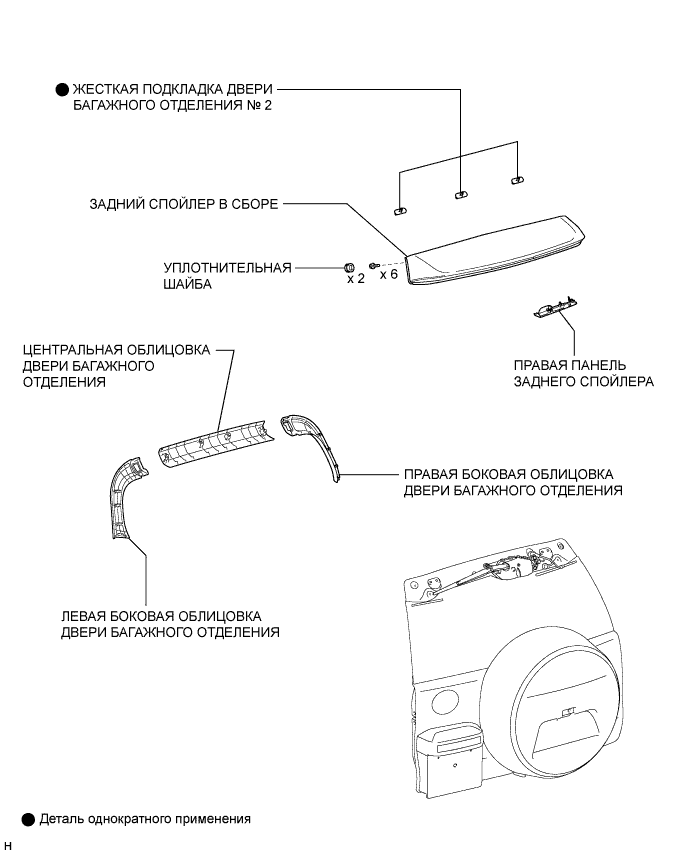 ЖЕСТКАЯ ПОДКЛАДКА ДВЕРИ
БАГАЖНОГО ОТДЕЛЕНИЯ № 2
ЗАДНИЙ СПОЙЛЕР В СБОРЕ
УПЛОТНИТЕЛЬНАЯ
ШАЙБА
x 2
x 6
ПРАВАЯ ПАНЕЛЬ
ЗАДНЕГО СПОЙЛЕРА
ЦЕНТРАЛЬНАЯ ОБЛИЦОВКА
ДВЕРИ БАГАЖНОГО
ОТДЕЛЕНИЯ
ПРАВАЯ БОКОВАЯ ОБЛИЦОВКА
ДВЕРИ БАГАЖНОГО ОТДЕЛЕНИЯ
ЛЕВАЯ БОКОВАЯ ОБЛИЦОВКА
ДВЕРИ БАГАЖНОГО ОТДЕЛЕНИЯ
Деталь однократного применения
H